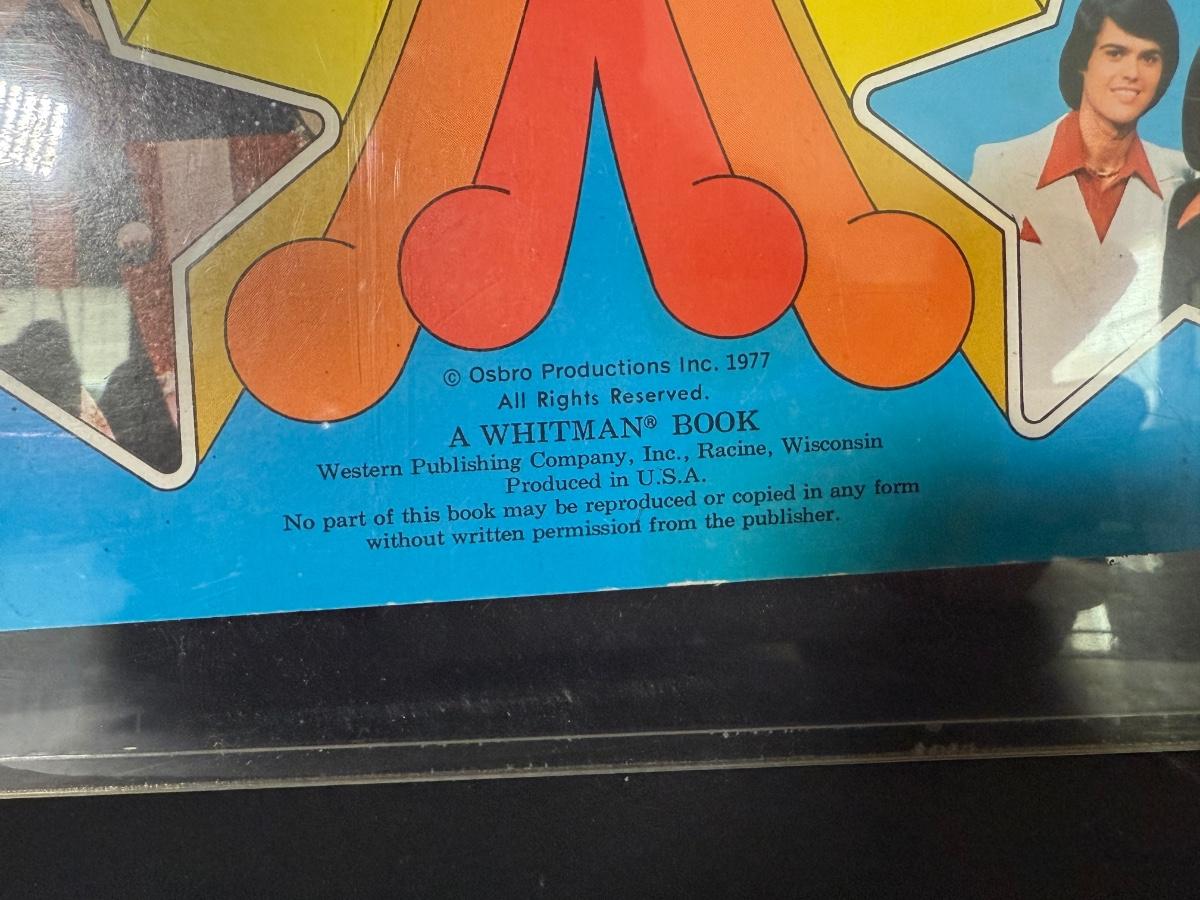 © Osbro Productions Inc. 1977
All Rights Reserved.
A WHITMAN® BOOK
Western Publishing Company, Inc., Racine, Wisconsin
Produced in U.S.A.
No part of this book may be reproduced or copied in any form
without written permission from the publisher.